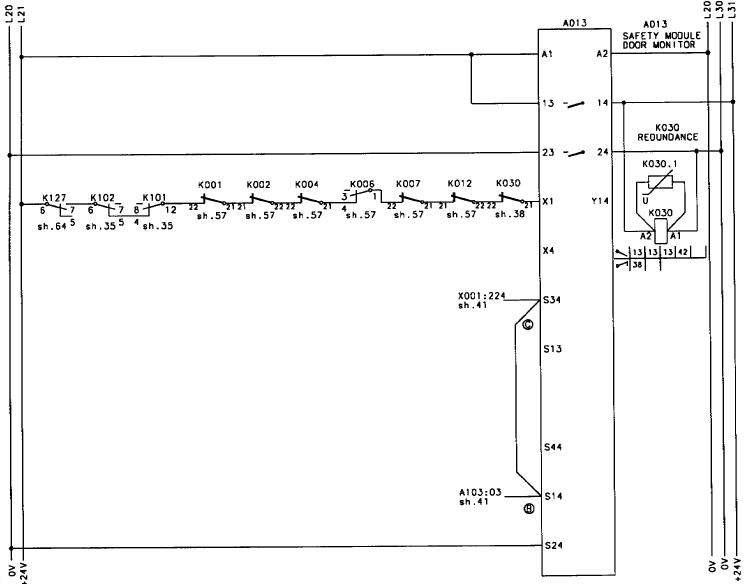 L20
L21
L20
L30
L31
A013
A013
SAFETY MODULE
DOOR MONITOR
A1
A2
13
14
K030
REDUNDANCE
23
24
K030.1
U
K030
A2
A1
K127
K102
K101
K001
K002
K004
K006
K007
K012
K030
6
7
5
6
7
5
8
4
12
22
21
22
21
22
21
3
4
1
22
21
22
21
22
21
X1
Y14
sh.64
sh.35
sh.35
sh.57
sh.57
sh.57
sh.57
sh.57
sh.57
sh.38
13
13
13
42
38
X4
X001:224
sh.41
S34
C
S13
S44
A103:03
sh.41
S14
B
S24
0V
+24V
0V
0V
+24V